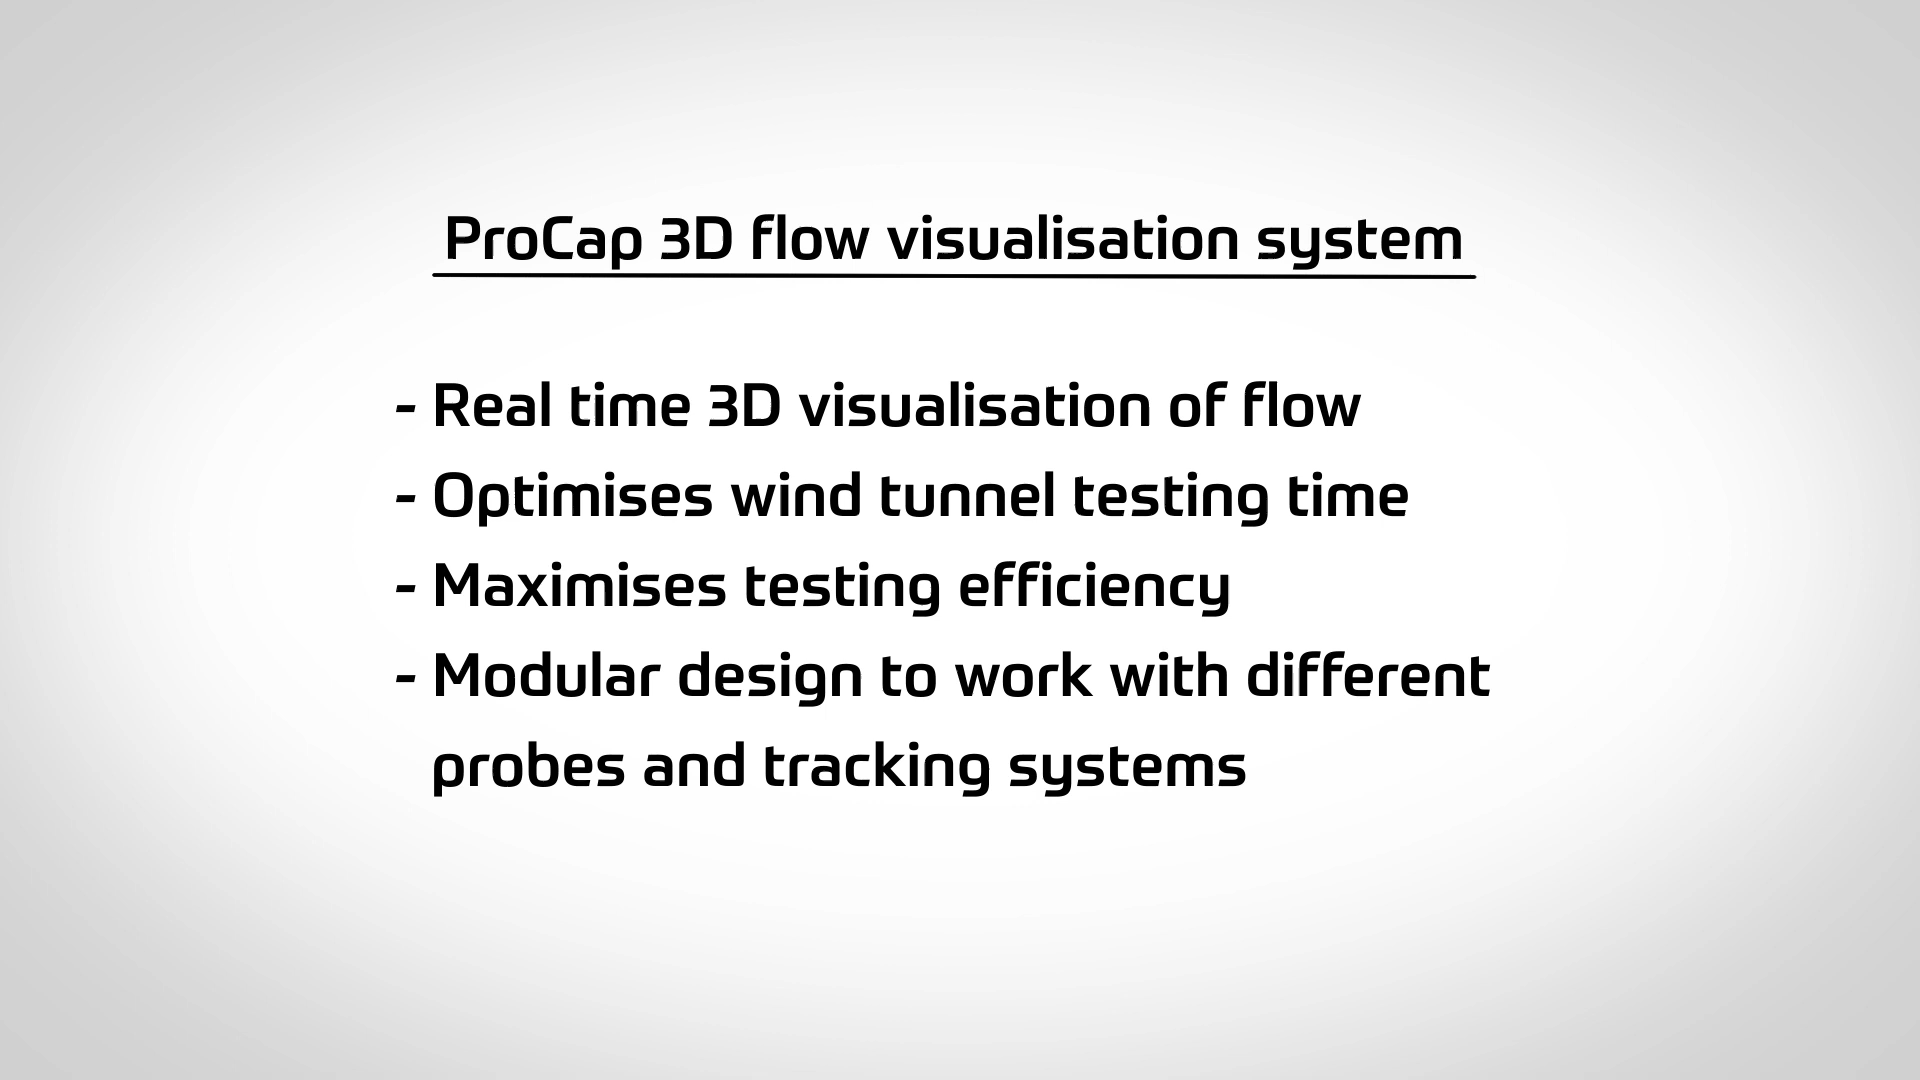 ProCap 3D flow visualisation system
- Real time 3D visualisation of flow
- Optimises wind tunnel testing time
- Maximises testing efficiency
- Modular design to work with different
probes and tracking systems